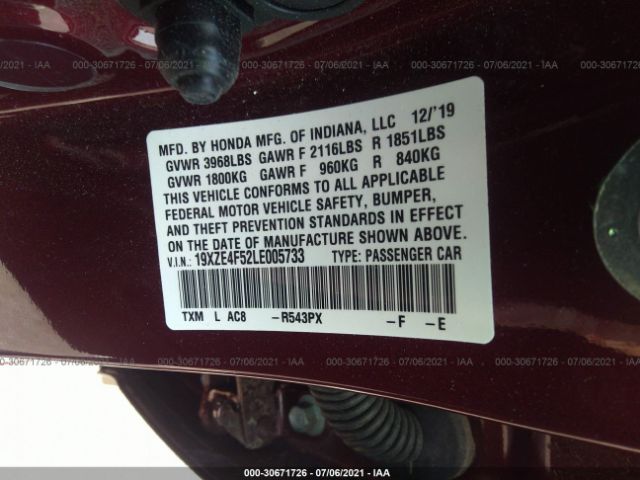 000-30671726 - 07/06/2021 - IAA
MFD. BY HONDA MFG. OF INDIANA, LLC 12/'19
GVWR 3968LBS GAWR F 2116LBS R 1851LBS
GVWR 1800KG GAWR F 960KG R 840KG
THIS VEHICLE CONFORMS TO ALL APPLICABLE
FEDERAL MOTOR VEHICLE SAFETY, BUMPER,
AND THEFT PREVENTION STANDARDS IN EFFECT
ON THE DATE OF MANUFACTURE SHOWN ABOVE.
V.I.N.: 19XZE4F52LE005733 TYPE: PASSENGER CAR
TXM L AC8 -R543PX -F -E
000-30671726 - 07/06/2021 - IAA
000-30671726 - 07/06/2021 - IAA